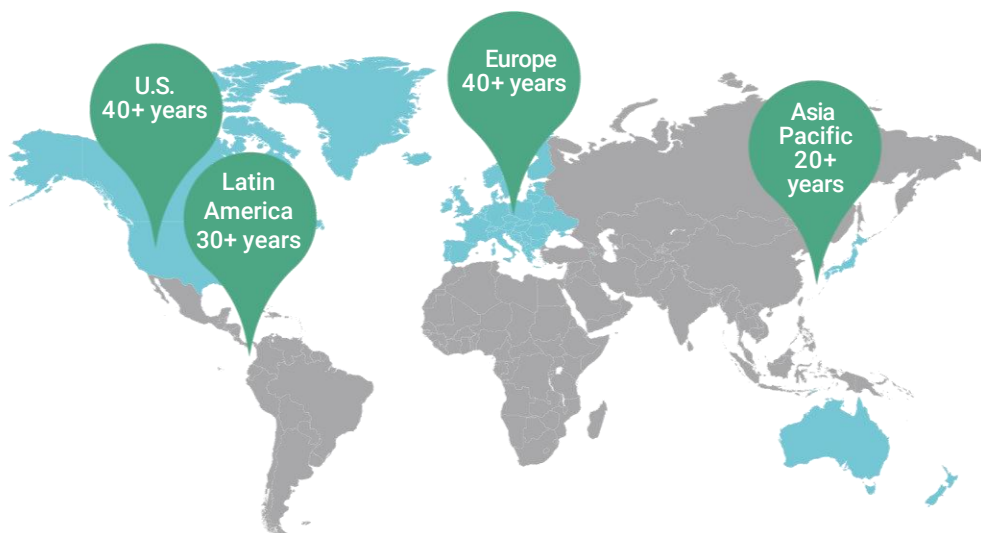 U.S.
40+ years
Latin
America
30+ years
Europe
40+ years
Asia
Pacific
20+
years